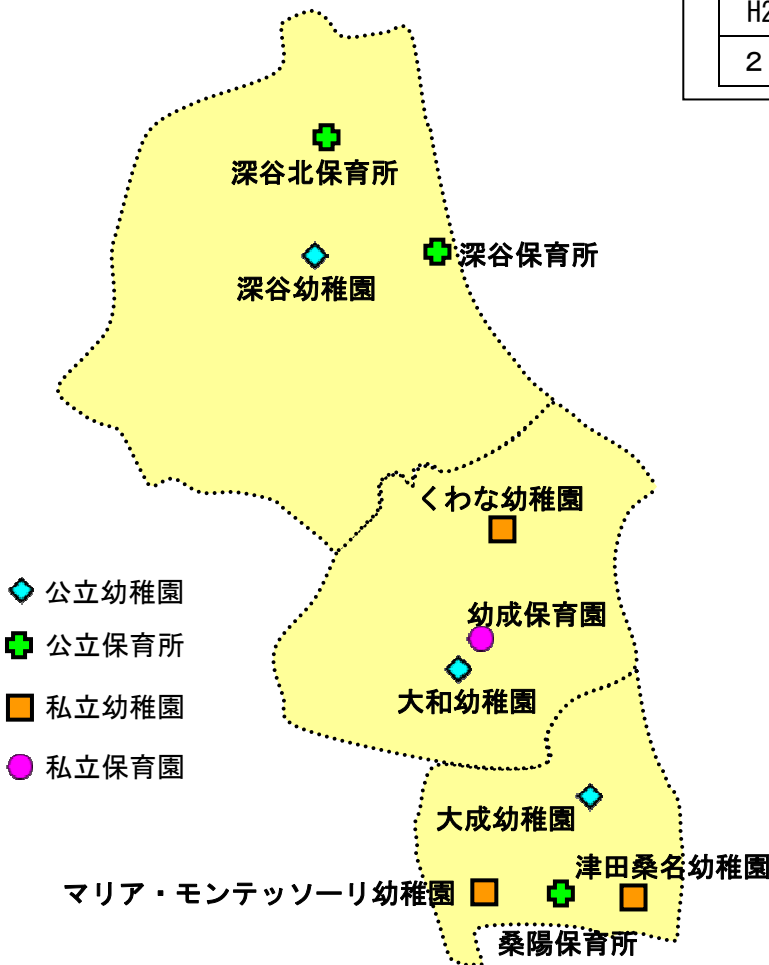 H2
2
深谷北保育所
深谷保育所
深谷幼稚園
くわな幼稚園
公立幼稚園
幼成保育園
公立保育所
大和幼稚園
私立幼稚園
私立保育園
大成幼稚園
津田桑名幼稚園
マリア・モンテッソーリ幼稚園
桑陽保育所